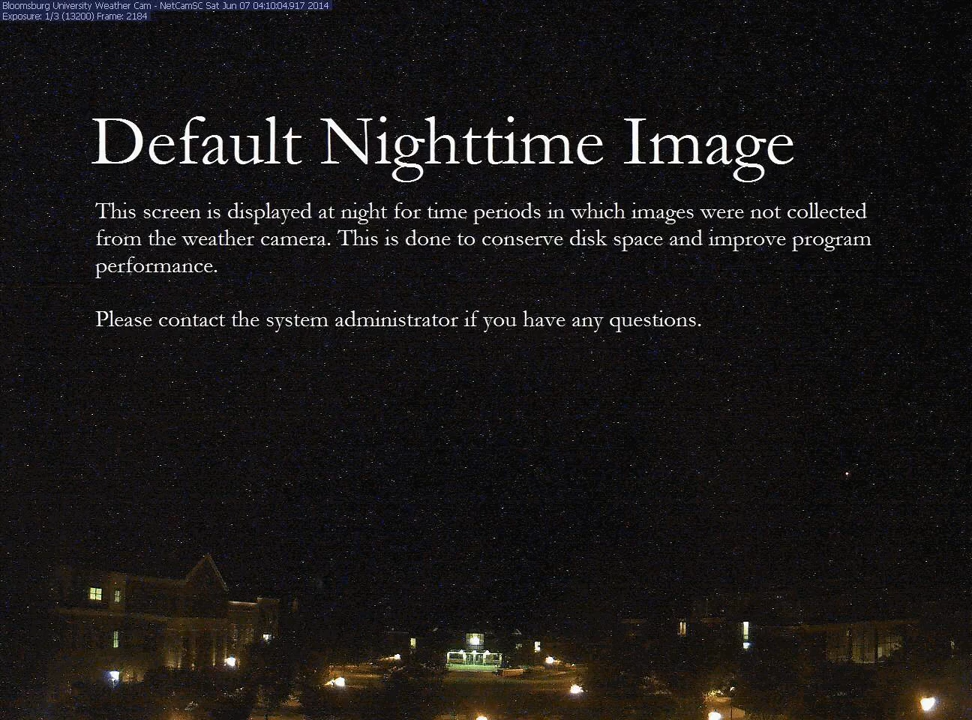 Bloomsburg University Weather Cam - NetCamSC Sat Jun 07 04:10:04.917 2014
Exposure: 1/3 (13200) Frame: 2184
Default Nighttime Image
This screen is displayed at night for time periods in which images were not collected
from the weather camera. This is done to conserve disk space and improve program
performance.
Please contact the system administrator if you have any questions.